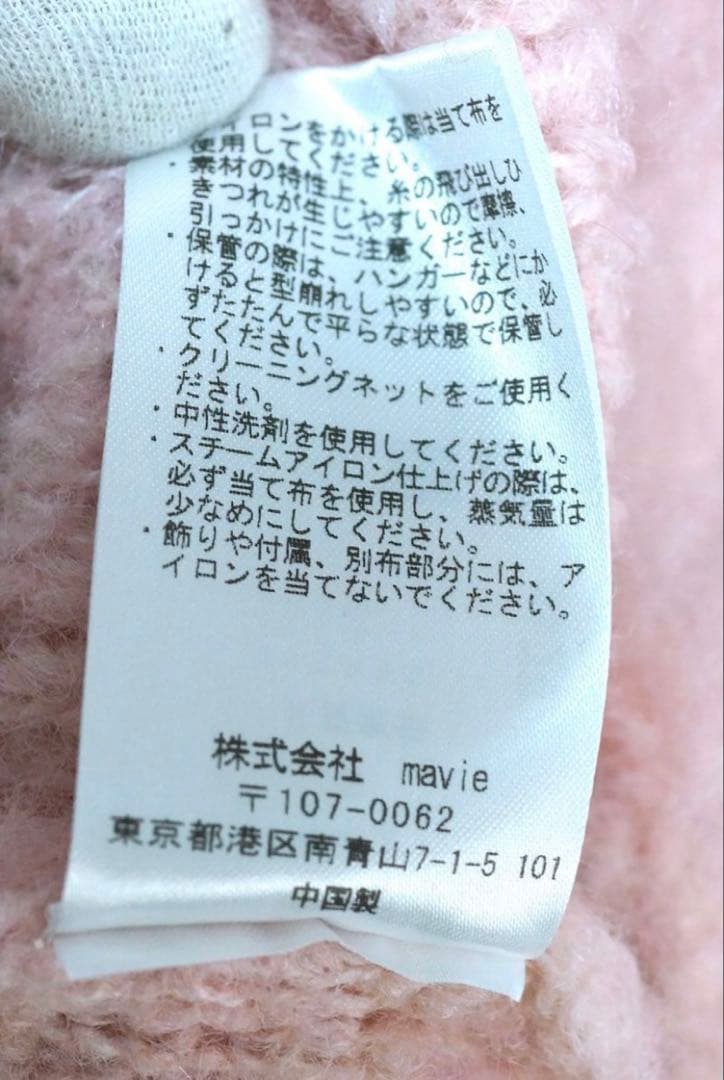 イロンをかける際は当て布を
使用してください。
・素材の特性上、糸の飛び出しひ
きつれが生じやすいので摩擦、
引っかけにご注意ください。
・保管の際は、ハンガーなどにか
けると型崩れしやすいので、必
ずたたんで平らな状態で保管し
てください。
・クリーニングネットをご使用く
ださい。
・中性洗剤を使用してください。
・スチームアイロン仕上げの際は、
必ず当て布を使用し、蒸気量は
少なめにしてください。
・飾りや付属、別布部分には、ア
イロンを当てないでください。
株式会社 mavie
〒107-0062
東京都港区南青山7-1-5 101
中国製